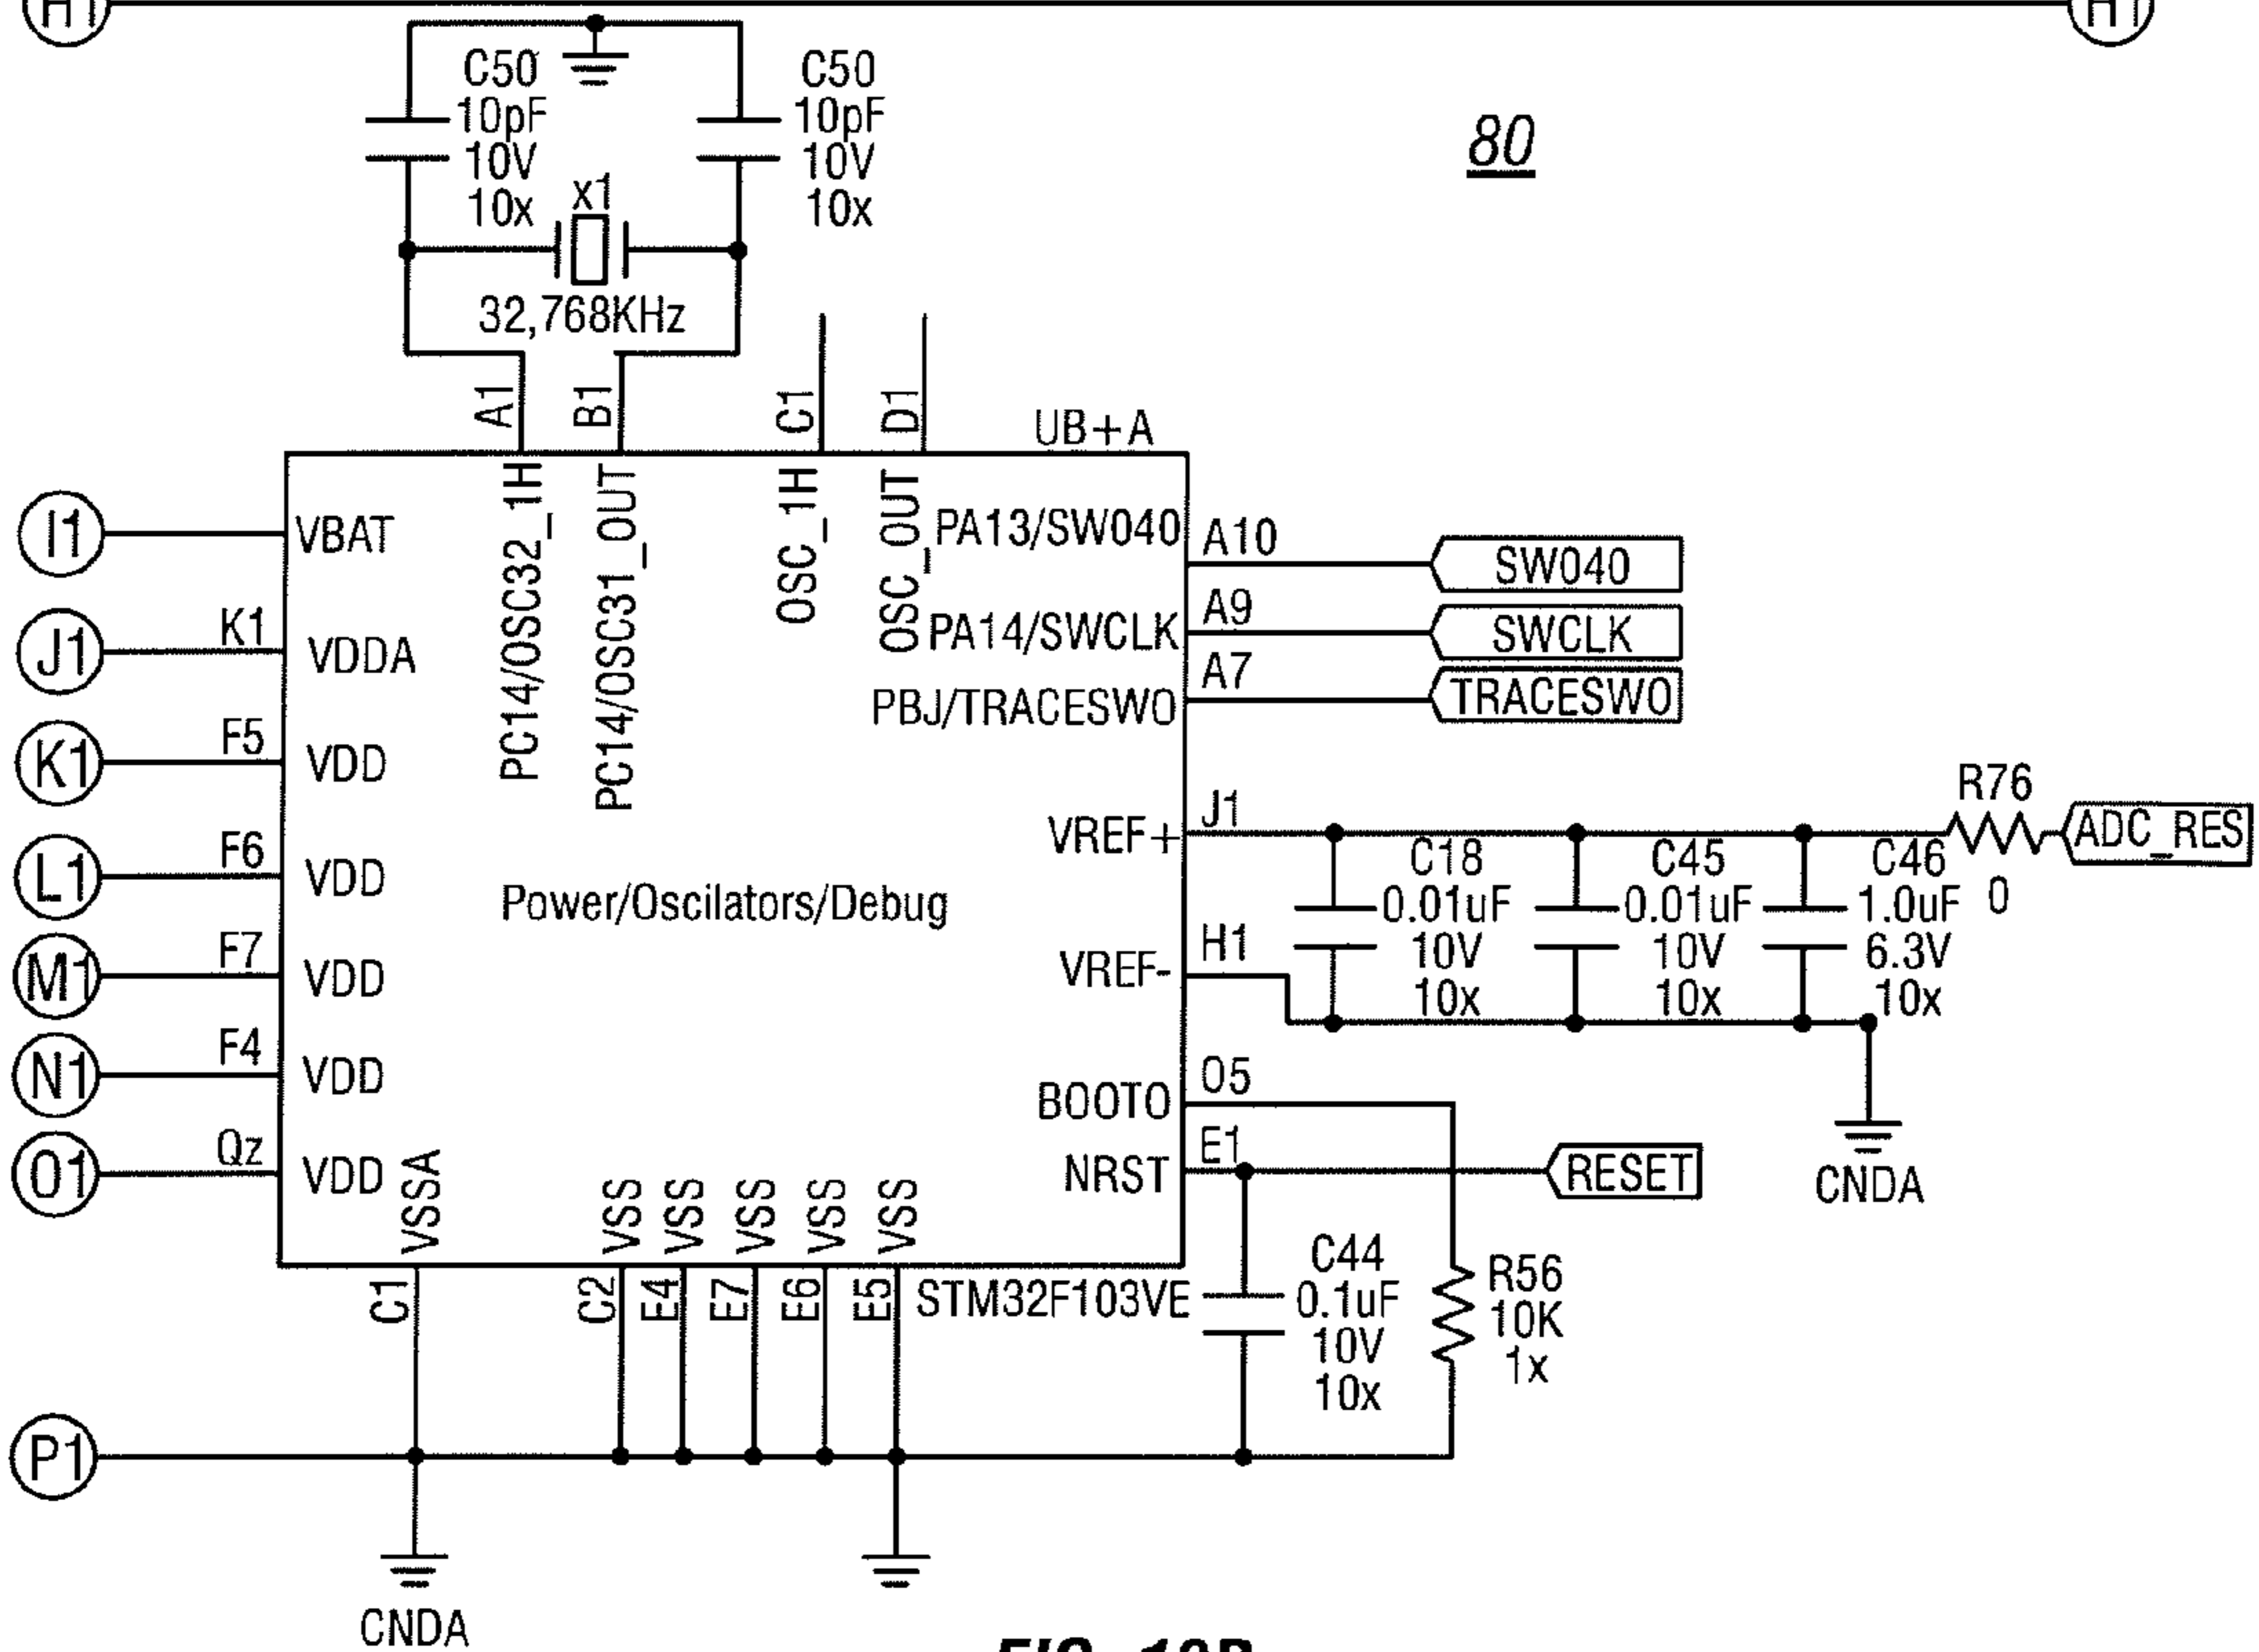 H1
H1
C50
10pF
10V
10x
C50
10pF
10V
10x
80
x1
32,768KHz
A1
B1
C1
D1
UB+A
PC14/OSC32_1H
PC14/OSC31_OUT
OSC_1H
OSC_OUT
I1
VBAT
J1
K1
VDDA
K1
F5
VDD
L1
F6
VDD
M1
F7
VDD
N1
F4
VDD
O1
Qz
VDD
PA13/SW040
A10
SW040
PA14/SWCLK
A9
SWCLK
PBJ/TRACESWO
A7
TRACESWO
Power/Oscilators/Debug
VREF+
J1
C18
0.01uF
10V
10x
C45
0.01uF
10V
10x
C46
1.0uF
6.3V
10x
R76
0
ADC_RES
VREF-
H1
CNDA
BOOTO
O5
NRST
E1
RESET
VSSA
VSS
VSS
VSS
VSS
VSS
C1
C2
E4
E7
E6
E5
STM32F103VE
C44
0.1uF
10V
10x
R56
10K
1x
P1
CNDA